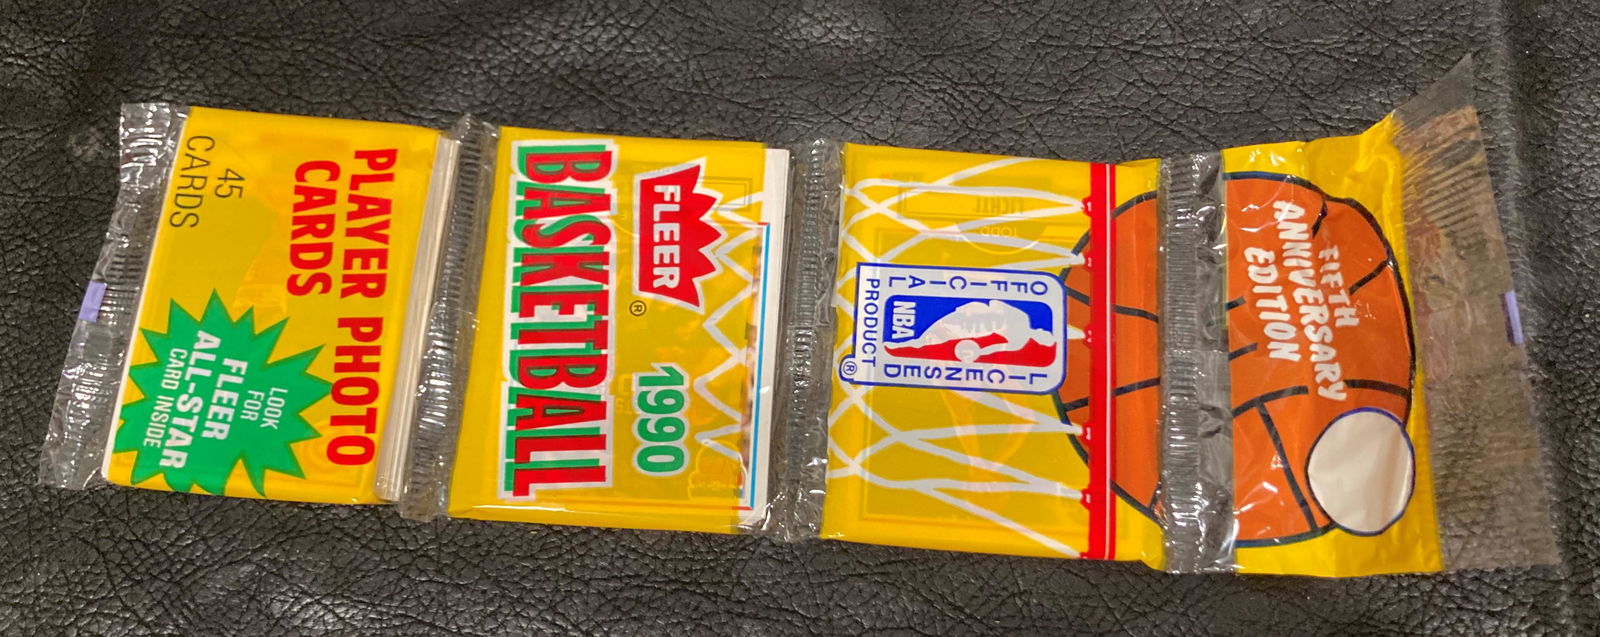 FIFTH
ANNIVERSARY
EDITION
OFFICIAL
LICENSED
NBA
PRODUCT
®
FLEER
®
1990
BASKETBALL
PLAYER PHOTO
CARDS
45
CARDS
LOOK
FOR
FLEER
ALL-STAR
CARD INSIDE